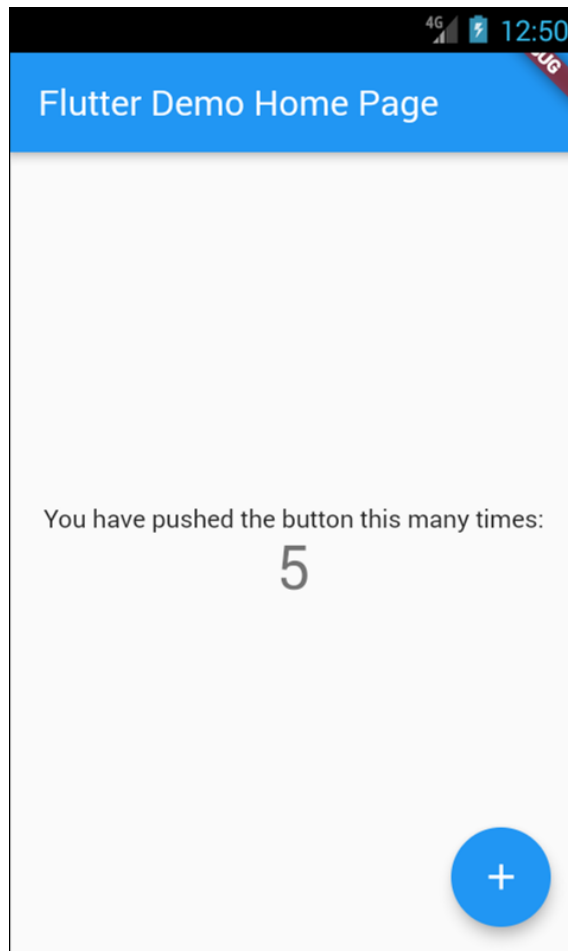 4G 12:50
Flutter Demo Home Page
You have pushed the button this many times:
5
+